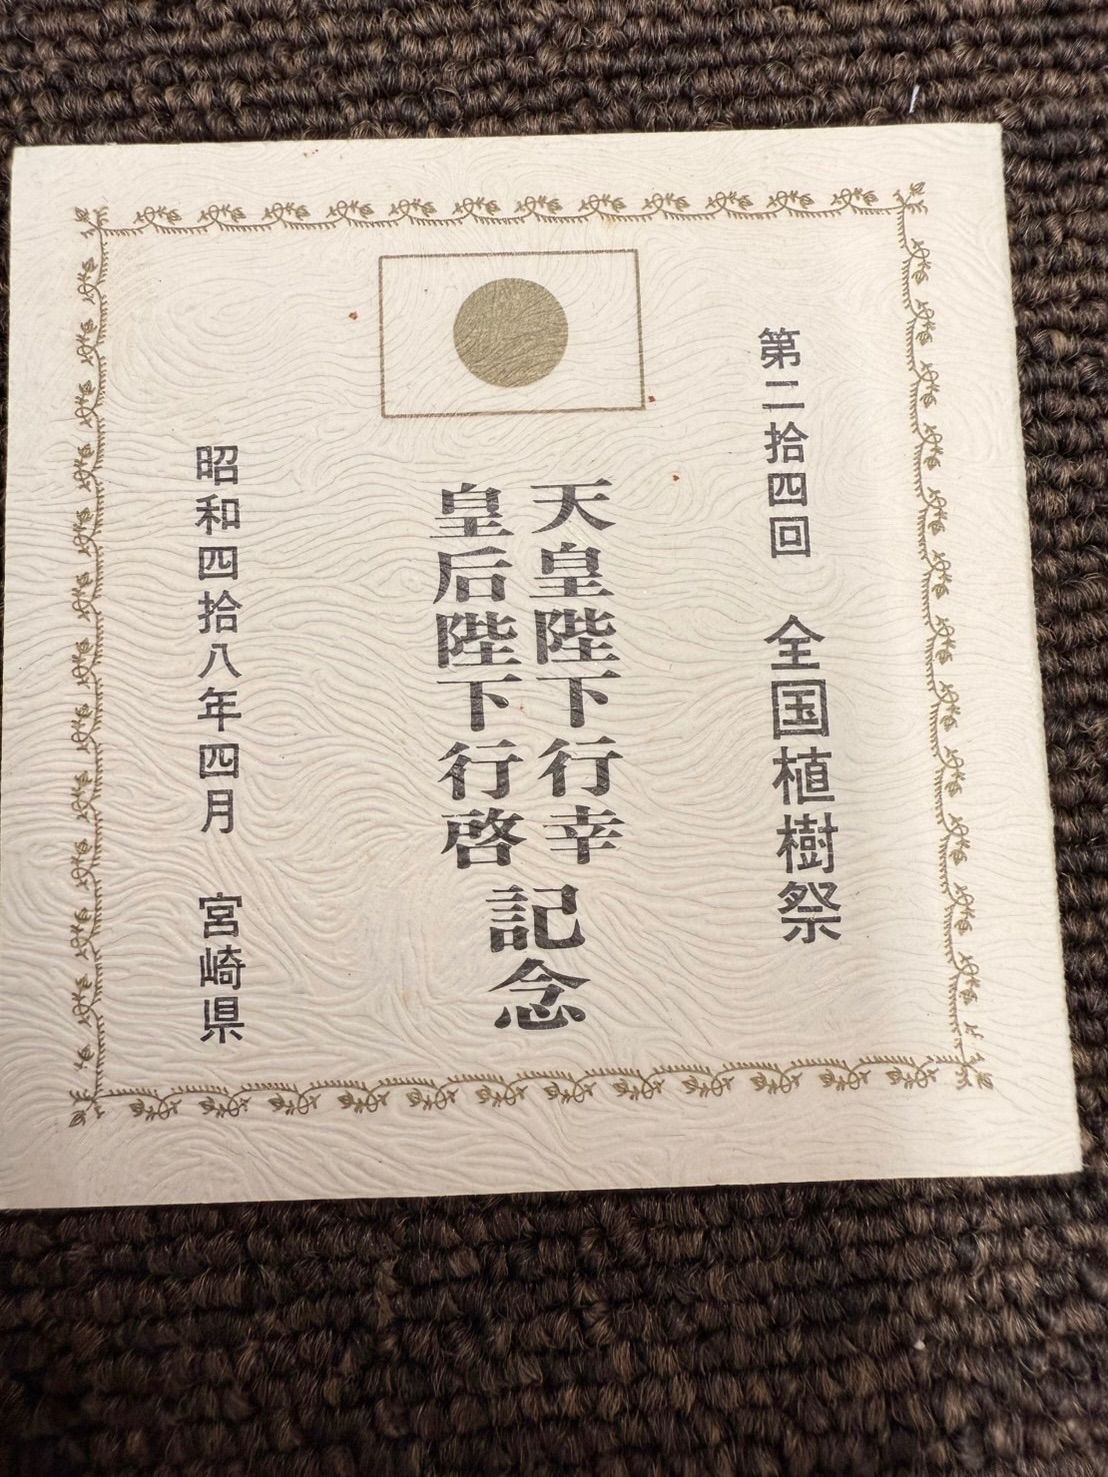 第二拾四回　全国植樹祭
天皇陛下行幸
皇后陛下行啓
記念
昭和四拾八年四月　宮崎県